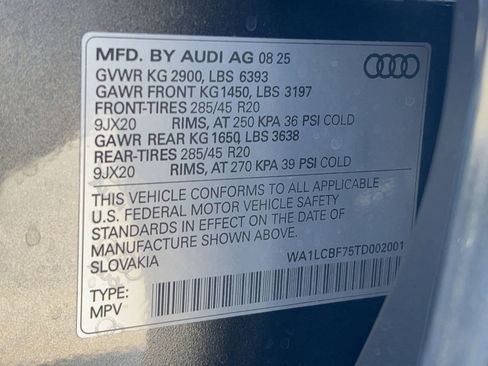 MFD. BY AUDI AG 08 25
GVWR KG 2900, LBS 6393
GAWR FRONT KG 1450, LBS 3197
FRONT-TIRES 285/45 R20
9JX20 RIMS, AT 250 KPA 36 PSI COLD
GAWR REAR KG 1650, LBS 3638
REAR-TIRES 285/45 R20
9JX20 RIMS, AT 270 KPA 39 PSI COLD
THIS VEHICLE CONFORMS TO ALL APPLICABLE
U.S. FEDERAL MOTOR VEHICLE SAFETY
STANDARDS IN EFFECT ON THE DATE OF
MANUFACTURE SHOWN ABOVE.
SLOVAKIA WA1LCBF75TD002001
TYPE:
MPV